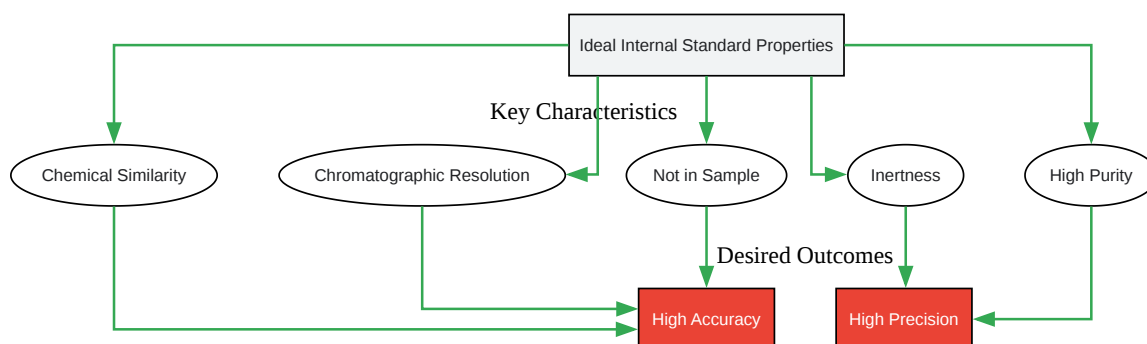 Ideal Internal Standard Properties
Key Characteristics
Chemical Similarity
Chromatographic Resolution
Not in Sample
Inertness
High Purity
Desired Outcomes
High Accuracy
High Precision